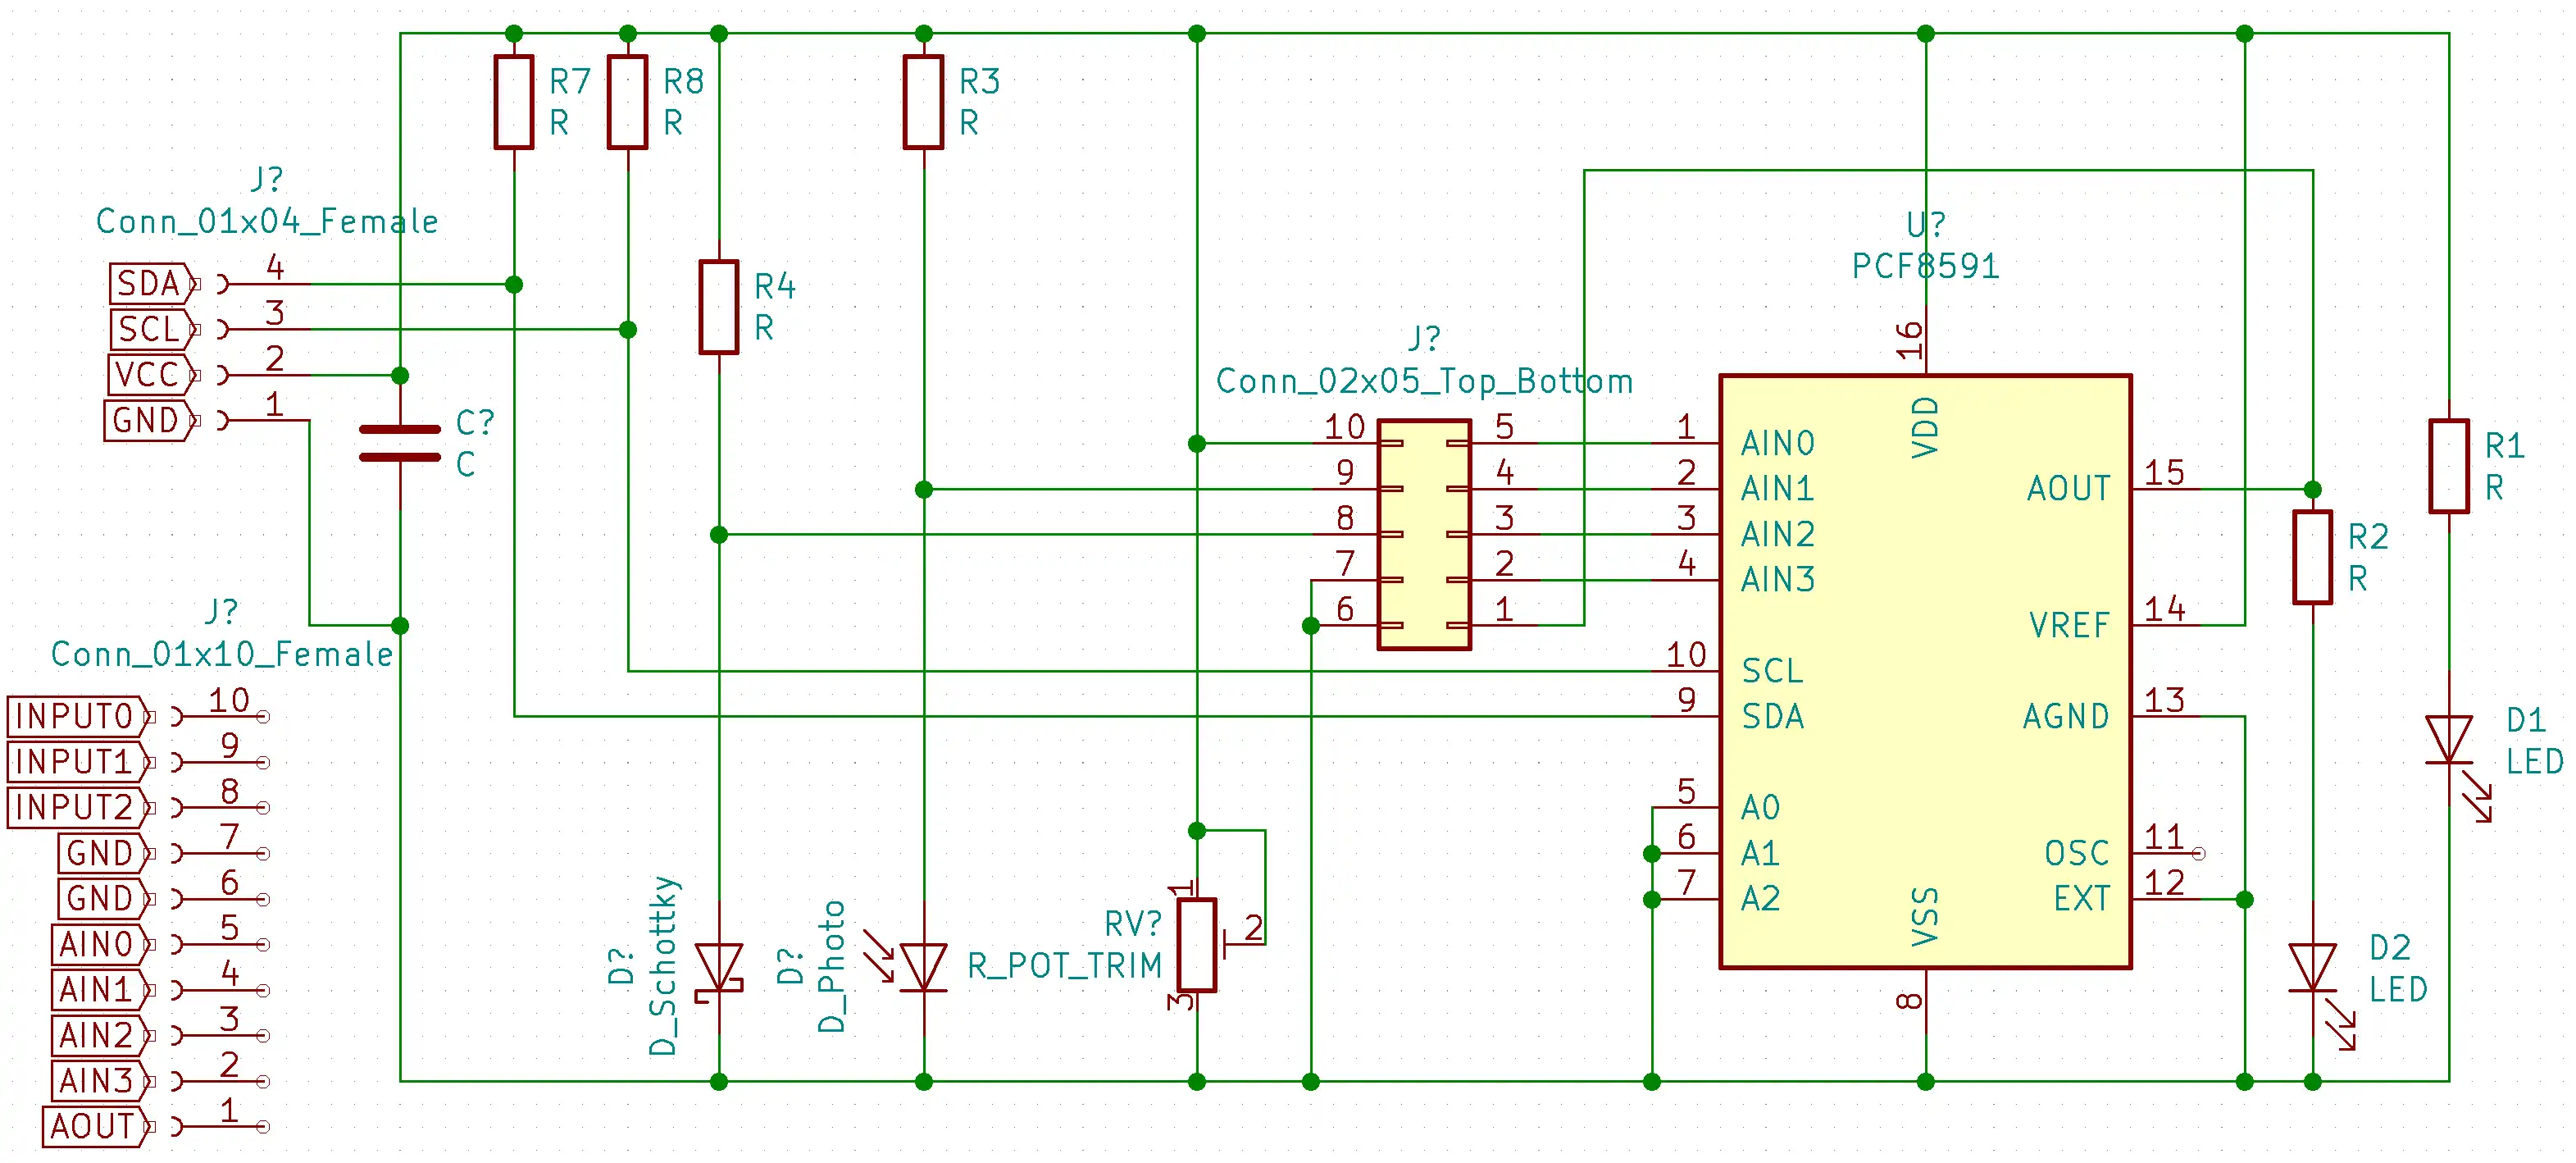 R7
R
R8
R
R3
R
J?
Conn_01x04_Female
SDA
4
SCL
3
VCC
2
GND
1
C?
C
R4
R
J?
Conn_02x05_Top_Bottom
10
5
9
4
8
3
7
2
6
1
U?
PCF8591
16
VDD
1
AIN0
2
AIN1
3
AIN2
4
AIN3
10
SCL
9
SDA
5
A0
6
A1
7
A2
VSS
8
AOUT
15
VREF
14
AGND
13
OSC
11
EXT
12
R1
R
R2
R
D1
LED
D2
LED
J?
Conn_01x10_Female
INPUT0
10
INPUT1
9
INPUT2
8
GND
7
GND
6
AIN0
5
AIN1
4
AIN2
3
AIN3
2
AOUT
1
D?
D_Schottky
D?
D_Photo
RV?
R_POT_TRIM
1
2
3